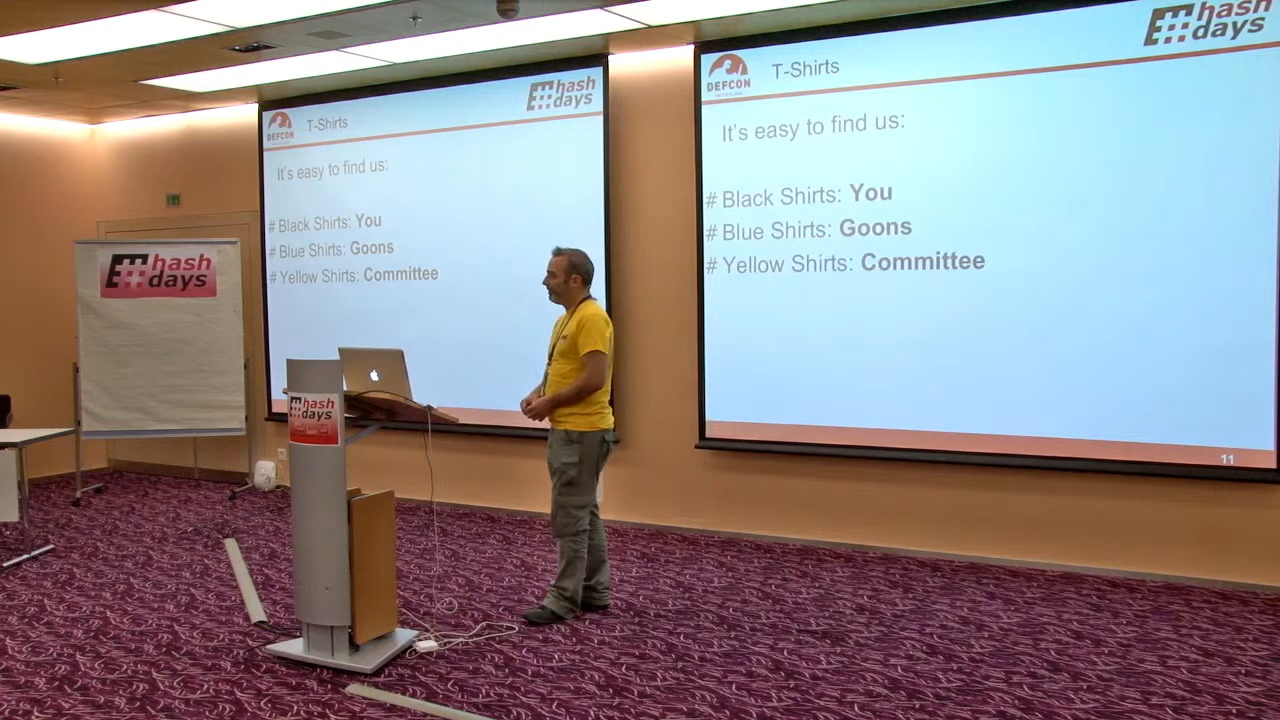 hash
days
DEFCON
T-Shirts
It's easy to find us:
# Black Shirts: You
# Blue Shirts: Goons
# Yellow Shirts: Committee
hash
days
DEFCON
SWITZERLAND
T-Shirts
It's easy to find us:
# Black Shirts: You
# Blue Shirts: Goons
# Yellow Shirts: Committee
11
hash
days
hash
days